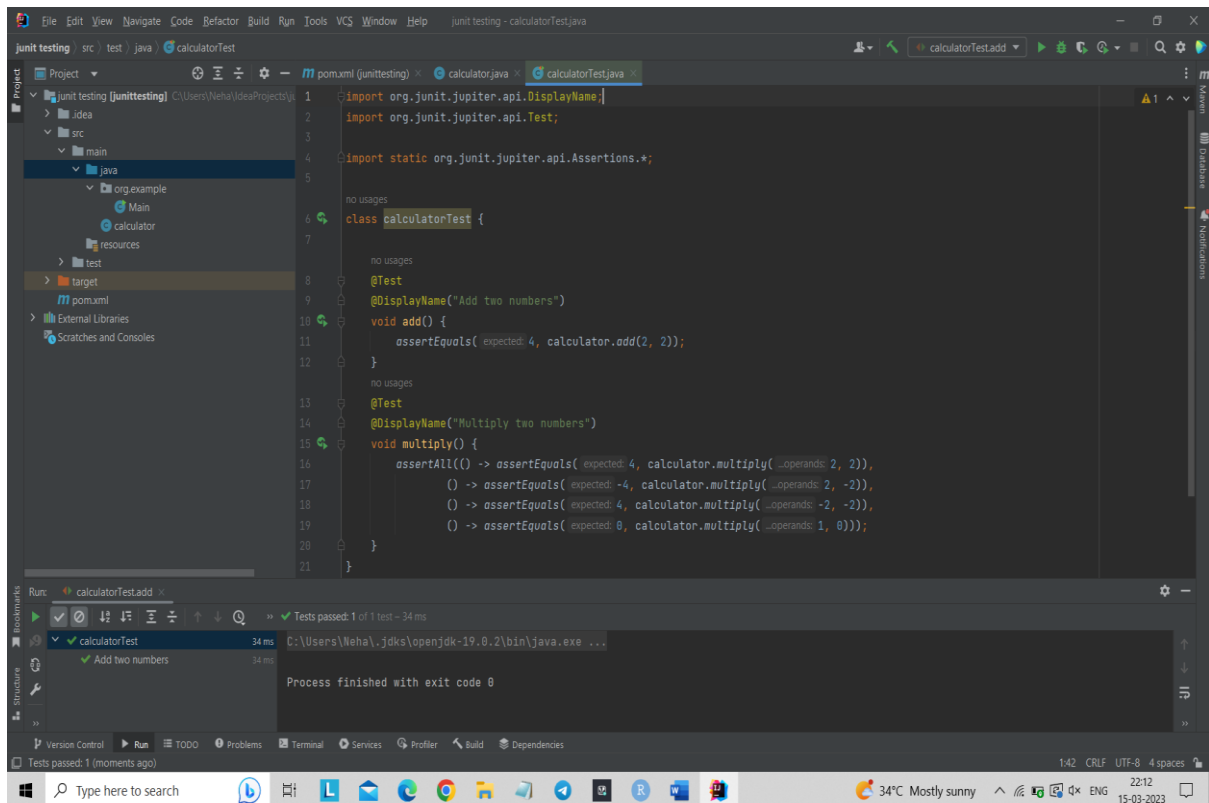 File Edit View Navigate Code Refactor Build Run Tools VCS Window Help junit testing - calculatorTest.java
junit testing src test java calculatorTest calculatorTest.add
Project pom.xml (junittesting) calculator.java calculatorTest.java
Project
junit testing [junittesting] C:\Users\Neha\IdeaProjects\ju
.idea
src
main
java
org.example
Main
calculator
resources
test
target
pom.xml
External Libraries
Scratches and Consoles
1 import org.junit.jupiter.api.DisplayName;
2 import org.junit.jupiter.api.Test;
3
4 import static org.junit.jupiter.api.Assertions.*;
5
no usages
6 class calculatorTest {
7
no usages
8 @Test
9 @DisplayName("Add two numbers")
10 void add() {
11 assertEquals( expected: 4, calculator.add(2, 2));
12 }
no usages
13 @Test
14 @DisplayName("Multiply two numbers")
15 void multiply() {
16 assertAll(() -> assertEquals( expected: 4, calculator.multiply( ...operands: 2, 2)),
17 () -> assertEquals( expected: -4, calculator.multiply( ...operands: 2, -2)),
18 () -> assertEquals( expected: 4, calculator.multiply( ...operands: -2, -2)),
19 () -> assertEquals( expected: 0, calculator.multiply( ...operands: 1, 0)));
20 }
21 }
1
Maven
Database
Notifications
Bookmarks
Structure
Run: calculatorTest.add
Tests passed: 1 of 1 test – 34 ms
calculatorTest 34 ms
Add two numbers 34 ms
C:\Users\Neha\.jdks\openjdk-19.0.2\bin\java.exe ...
Process finished with exit code 0
Version Control Run TODO Problems Terminal Services Profiler Build Dependencies
Tests passed: 1 (moments ago) 1:42 CRLF UTF-8 4 spaces
Type here to search 34°C Mostly sunny ENG 22:12
15-03-2023